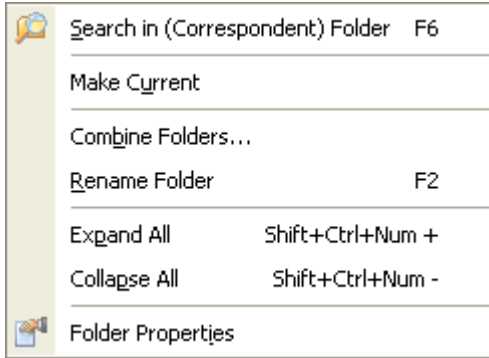 Search in (Correspondent) Folder F6
Make Current
Combine Folders...
Rename Folder F2
Expand All Shift+Ctrl+Num +
Collapse All Shift+Ctrl+Num -
Folder Properties